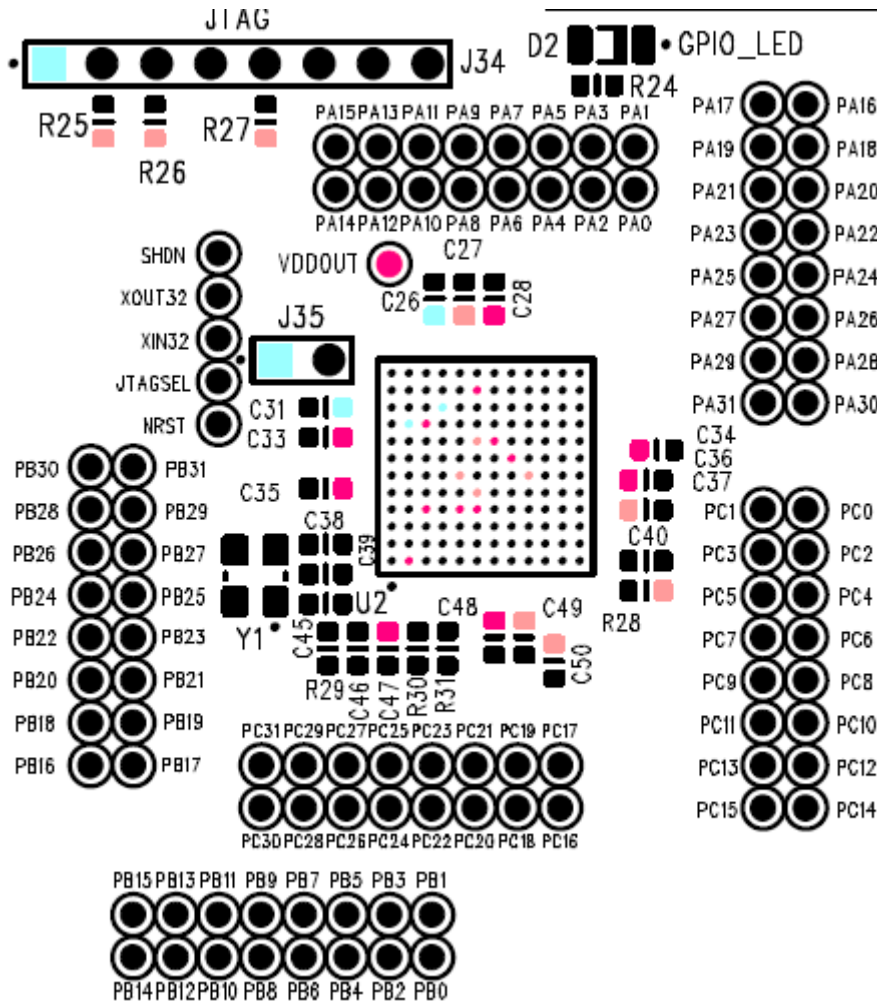 JTAG
J34
D2
GPIO_LED
R24
R25
R26
R27
PA15 PA13 PA11 PA9 PA7 PA5 PA3 PA1
PA14 PA12 PA10 PA8 PA6 PA4 PA2 PA0
PA17 PA16
PA19 PA18
PA21 PA20
PA23 PA22
PA25 PA24
PA27 PA26
PA29 PA28
PA31 PA30
SHDN
XOUT32
XIN32
JTAGSEL
NRST
VDDOUT
C27
C26
C28
J35
C31
C33
C35
C38
C39
C34
C36
C37
C40
R28
PB30 PB31
PB28 PB29
PB26 PB27
PB24 PB25
PB22 PB23
PB20 PB21
PB18 PB19
PB16 PB17
PC1 PC0
PC3 PC2
PC5 PC4
PC7 PC6
PC9 PC8
PC11 PC10
PC13 PC12
PC15 PC14
Y1
U2
C45
R29
C46
C47
R30
R31
C48
C49
C50
PC31 PC29 PC27 PC25 PC23 PC21 PC19 PC17
PC30 PC28 PC26 PC24 PC22 PC20 PC18 PC16
PB15 PB13 PB11 PB9 PB7 PB5 PB3 PB1
PB14 PB12 PB10 PB8 PB6 PB4 PB2 PB0